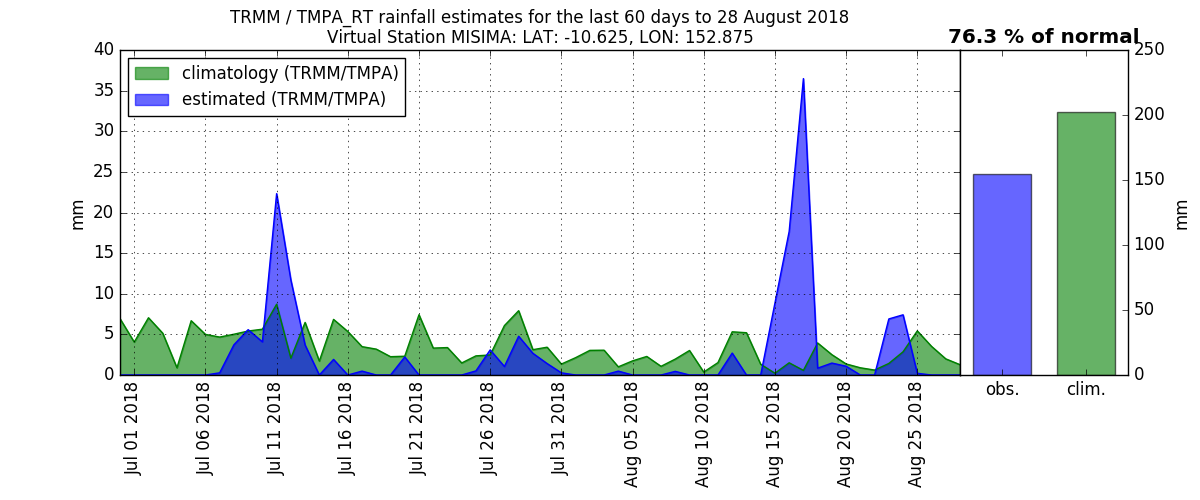 TRMM / TMPA_RT rainfall estimates for the last 60 days to 28 August 2018
Virtual Station MISIMA: LAT: -10.625, LON: 152.875
76.3 % of normal
climatology (TRMM/TMPA)
estimated (TRMM/TMPA)
40
35
30
25
20
15
10
5
0
mm
Jul 01 2018
Jul 06 2018
Jul 11 2018
Jul 16 2018
Jul 21 2018
Jul 26 2018
Jul 31 2018
Aug 05 2018
Aug 10 2018
Aug 15 2018
Aug 20 2018
Aug 25 2018
250
200
150
100
50
0
mm
obs.
clim.